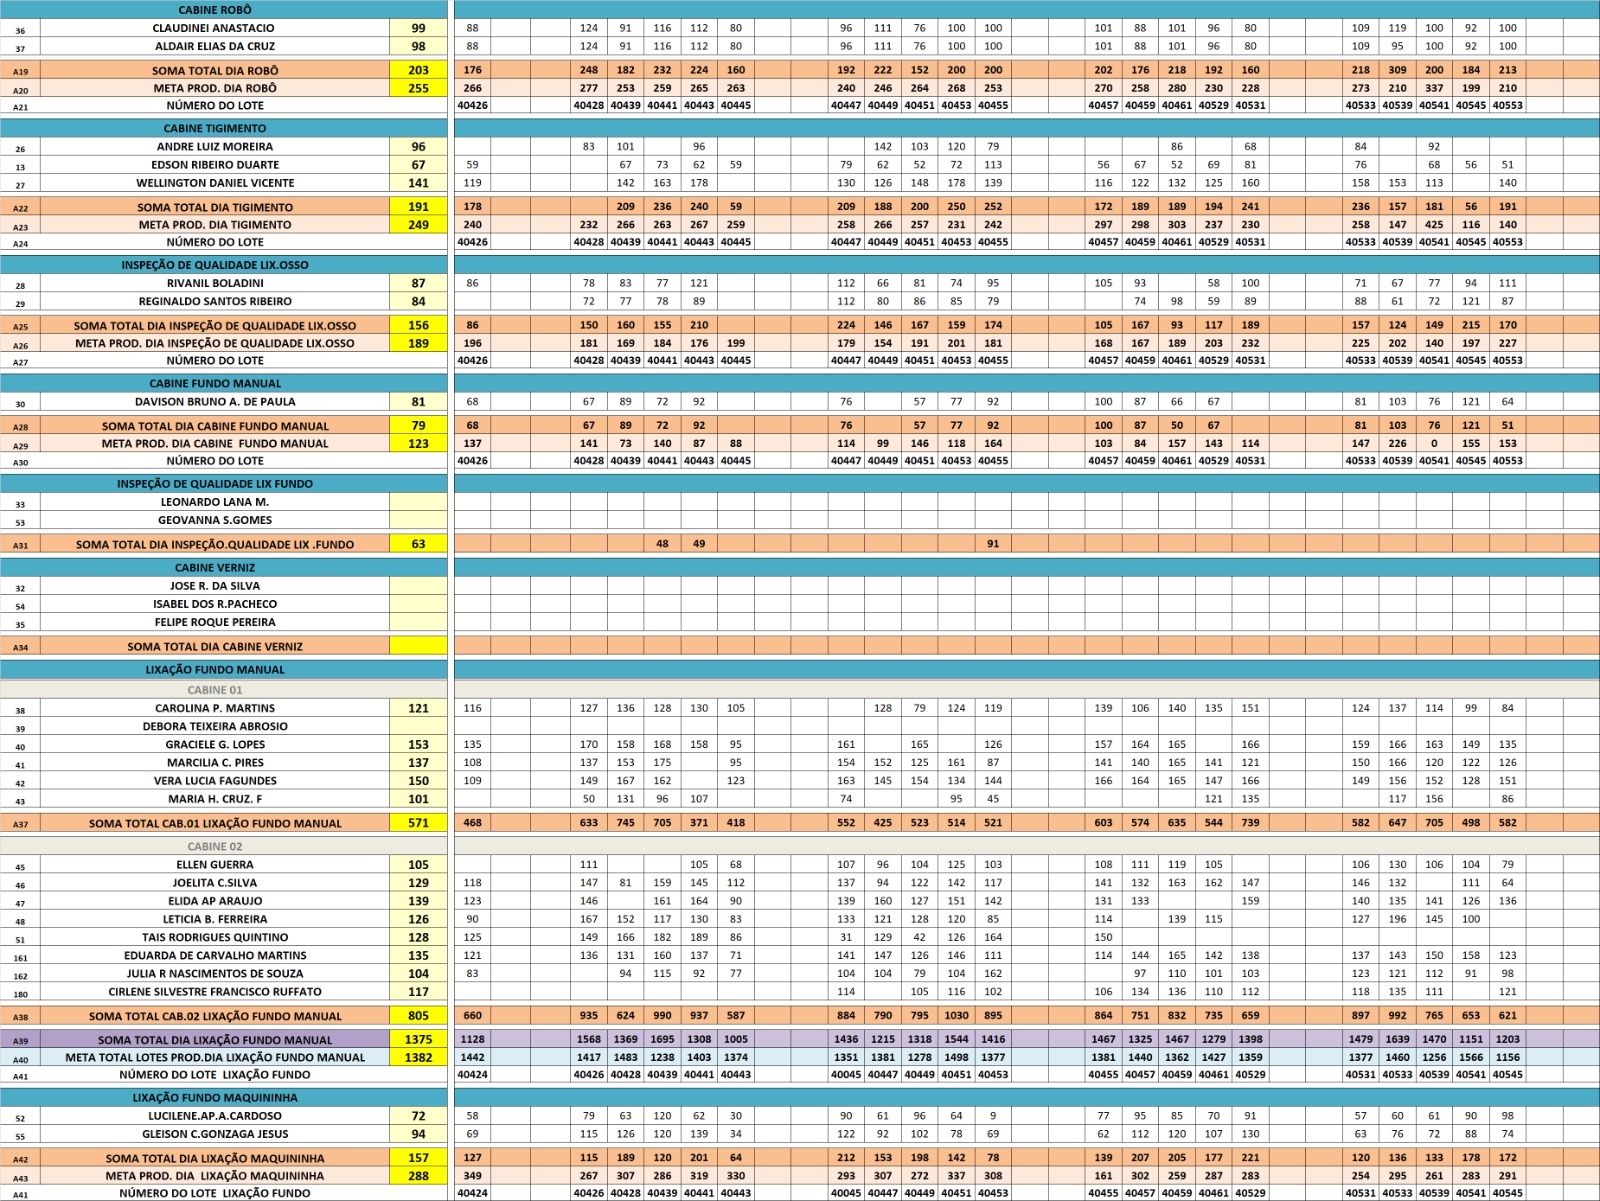 CABINE ROBÔ
36 CLAUDINEI ANASTACIO 99 88 124 91 116 112 80 96 111 76 100 100 101 88 101 96 80 109 119 100 92 100
37 ALDAIR ELIAS DA CRUZ 98 88 124 91 116 112 80 96 111 76 100 100 101 88 101 96 80 109 95 100 92 100
A19 SOMA TOTAL DIA ROBÔ 203 176 248 182 232 224 160 192 222 152 200 200 202 176 218 192 160 218 309 200 184 213
A20 META PROD. DIA ROBÔ 255 266 277 253 259 265 263 240 246 264 268 253 270 258 280 230 228 273 210 337 199 210
A21 NÚMERO DO LOTE 40426 40428 40439 40441 40443 40445 40447 40449 40451 40453 40455 40457 40459 40461 40529 40531 40533 40539 40541 40545 40553
CABINE TIGIMENTO
26 ANDRE LUIZ MOREIRA 96 83 101 96 142 103 120 79 86 68 84 92
13 EDSON RIBEIRO DUARTE 67 59 67 73 62 59 79 62 52 72 113 56 67 52 69 81 76 68 56 51
27 WELLINGTON DANIEL VICENTE 141 119 142 163 178 130 126 148 178 139 116 122 132 125 160 158 153 113 140
A22 SOMA TOTAL DIA TIGIMENTO 191 178 209 236 240 59 209 188 200 250 252 172 189 189 194 241 236 157 181 56 191
A23 META PROD. DIA TIGIMENTO 249 240 232 266 263 267 259 258 266 257 231 242 297 298 303 237 230 258 147 425 116 140
A24 NÚMERO DO LOTE 40426 40428 40439 40441 40443 40445 40447 40449 40451 40453 40455 40457 40459 40461 40529 40531 40533 40539 40541 40545 40553
INSPEÇÃO DE QUALIDADE LIX.OSSO
28 RIVANIL BOLADINI 87 86 78 83 77 121 112 66 81 74 95 105 93 58 100 71 67 77 94 111
29 REGINALDO SANTOS RIBEIRO 84 72 77 78 89 112 80 86 85 79 74 98 59 89 88 61 72 121 87
A25 SOMA TOTAL DIA INSPEÇÃO DE QUALIDADE LIX.OSSO 156 86 150 160 155 210 224 146 167 159 174 105 167 93 117 189 157 124 149 215 170
A26 META PROD. DIA INSPEÇÃO DE QUALIDADE LIX.OSSO 189 196 181 169 184 176 199 179 154 191 201 181 168 167 189 203 232 225 202 140 197 227
A27 NÚMERO DO LOTE 40426 40428 40439 40441 40443 40445 40447 40449 40451 40453 40455 40457 40459 40461 40529 40531 40533 40539 40541 40545 40553
CABINE FUNDO MANUAL
30 DAVISON BRUNO A. DE PAULA 81 68 67 89 72 92 76 57 77 92 100 87 66 67 81 103 76 121 64
A28 SOMA TOTAL DIA CABINE FUNDO MANUAL 79 68 67 89 72 92 76 57 77 92 100 87 50 67 81 103 76 121 51
A29 META PROD. DIA CABINE FUNDO MANUAL 123 137 141 73 140 87 88 114 99 146 118 164 103 84 157 143 114 147 226 0 155 153
A30 NÚMERO DO LOTE 40426 40428 40439 40441 40443 40445 40447 40449 40451 40453 40455 40457 40459 40461 40529 40531 40533 40539 40541 40545 40553
INSPEÇÃO DE QUALIDADE LIX FUNDO
33 LEONARDO LANA M.
53 GEOVANNA S.GOMES
A31 SOMA TOTAL DIA INSPEÇÃO.QUALIDADE LIX .FUNDO 63 48 49 91
CABINE VERNIZ
32 JOSE R. DA SILVA
54 ISABEL DOS R.PACHECO
35 FELIPE ROQUE PEREIRA
A34 SOMA TOTAL DIA CABINE VERNIZ
LIXAÇÃO FUNDO MANUAL
CABINE 01
38 CAROLINA P. MARTINS 121 116 127 136 128 130 105 128 79 124 119 139 106 140 135 151 124 137 114 99 84
39 DEBORA TEIXEIRA ABROSIO
40 GRACIELE G. LOPES 153 135 170 158 168 158 95 161 165 126 157 164 165 166 159 166 163 149 135
41 MARCILIA C. PIRES 137 108 137 153 175 95 154 152 125 161 87 141 140 165 141 121 150 166 120 122 126
42 VERA LUCIA FAGUNDES 150 109 149 167 162 123 163 145 154 134 144 166 164 165 147 166 149 156 152 128 151
43 MARIA H. CRUZ. F 101 50 131 96 107 74 95 45 121 135 117 156 86
A37 SOMA TOTAL CAB.01 LIXAÇÃO FUNDO MANUAL 571 468 633 745 705 371 418 552 425 523 514 521 603 574 635 544 739 582 647 705 498 582
CABINE 02
45 ELLEN GUERRA 105 111 105 68 107 96 104 125 103 108 111 119 105 106 130 106 104 79
46 JOELITA C.SILVA 129 118 147 81 159 145 112 137 94 122 142 117 141 132 163 162 147 146 132 111 64
47 ELIDA AP ARAUJO 139 123 146 161 164 90 139 160 127 151 142 131 133 159 140 135 141 126 136
48 LETICIA B. FERREIRA 126 90 167 152 117 130 83 133 121 128 120 85 114 139 115 127 196 145 100
51 TAIS RODRIGUES QUINTINO 128 125 149 166 182 189 86 31 129 42 126 164 150
161 EDUARDA DE CARVALHO MARTINS 135 121 136 131 160 137 71 141 147 126 146 111 114 144 165 142 138 137 143 150 158 123
162 JULIA R NASCIMENTOS DE SOUZA 104 83 94 115 92 77 104 104 79 104 162 97 110 101 103 123 121 112 91 98
180 CIRLENE SILVESTRE FRANCISCO RUFFATO 117 114 105 116 102 106 134 136 110 112 118 135 111 121
A38 SOMA TOTAL CAB.02 LIXAÇÃO FUNDO MANUAL 805 660 935 624 990 937 587 884 790 795 1030 895 864 751 832 735 659 897 992 765 653 621
A39 SOMA TOTAL DIA LIXAÇÃO FUNDO MANUAL 1375 1128 1568 1369 1695 1308 1005 1436 1215 1318 1544 1416 1467 1325 1467 1279 1398 1479 1639 1470 1151 1203
A40 META TOTAL LOTES PROD.DIA LIXAÇÃO FUNDO MANUAL 1382 1442 1417 1483 1238 1403 1374 1351 1381 1278 1498 1377 1381 1440 1362 1427 1359 1377 1460 1256 1566 1156
A41 NÚMERO DO LOTE LIXAÇÃO FUNDO 40424 40426 40428 40439 40441 40443 40045 40447 40449 40451 40453 40455 40457 40459 40461 40529 40531 40533 40539 40541 40545
LIXAÇÃO FUNDO MAQUININHA
52 LUCILENE.AP.A.CARDOSO 72 58 79 63 120 62 30 90 61 96 64 9 77 95 85 70 91 57 60 61 90 98
55 GLEISON C.GONZAGA JESUS 94 69 115 126 120 139 34 122 92 102 78 69 62 112 120 107 130 63 76 72 88 74
A42 SOMA TOTAL DIA LIXAÇÃO MAQUININHA 157 127 115 189 120 201 64 212 153 198 142 78 139 207 205 177 221 120 136 133 178 172
A43 META PROD. DIA LIXAÇÃO MAQUININHA 288 349 267 307 286 319 330 293 307 272 337 308 161 302 259 287 283 254 295 261 283 291
A41 NÚMERO DO LOTE LIXAÇÃO FUNDO 40424 40426 40428 40439 40441 40443 40045 40447 40449 40451 40453 40455 40457 40459 40461 40529 40531 40533 40539 40541 40545